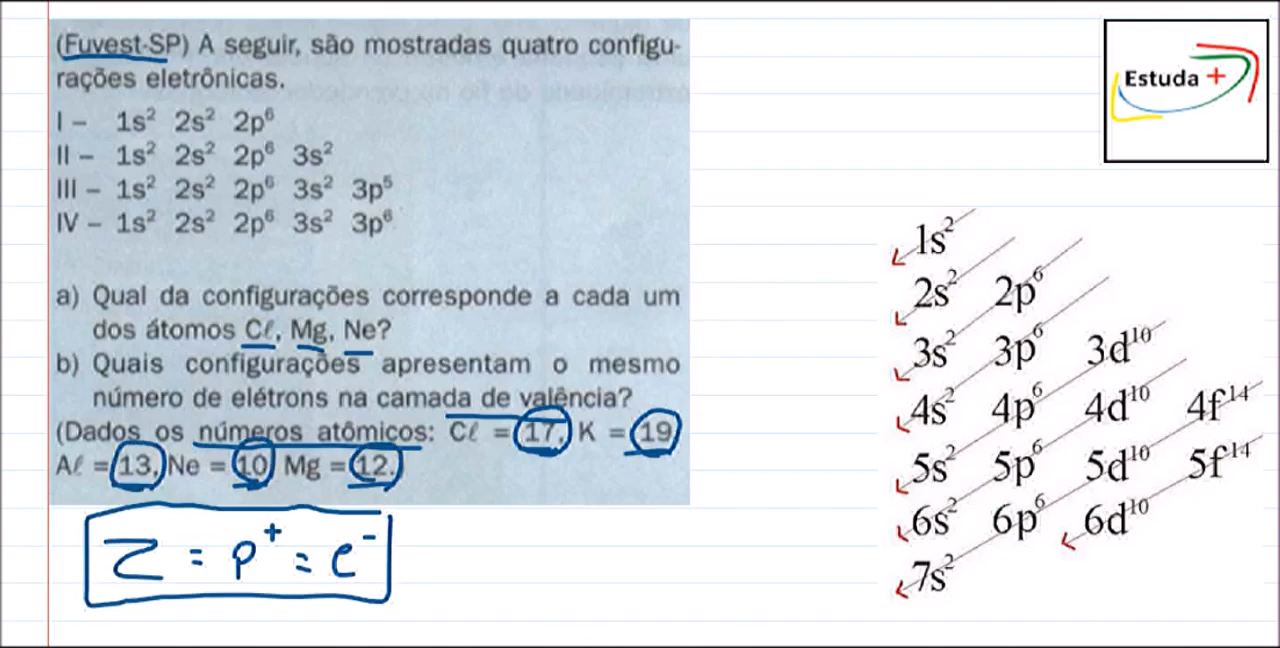 (Fuvest-SP) A seguir, são mostradas quatro configu-
rações eletrônicas.
I – 1s² 2s² 2p⁶
II – 1s² 2s² 2p⁶ 3s²
III – 1s² 2s² 2p⁶ 3s² 3p⁵
IV – 1s² 2s² 2p⁶ 3s² 3p⁶
a) Qual da configurações corresponde a cada um
dos átomos Cℓ, Mg, Ne?
b) Quais configurações apresentam o mesmo
número de elétrons na camada de valência?
(Dados os números atômicos: Cℓ = 17, K = 19
Aℓ = 13, Ne = 10 Mg = 12.)
Z = p⁺ = e⁻
Estuda +
1s²
2s² 2p⁶
3s² 3p⁶ 3d¹⁰
4s² 4p⁶ 4d¹⁰ 4f¹⁴
5s² 5p⁶ 5d¹⁰ 5f¹⁴
6s² 6p⁶ 6d¹⁰
7s²